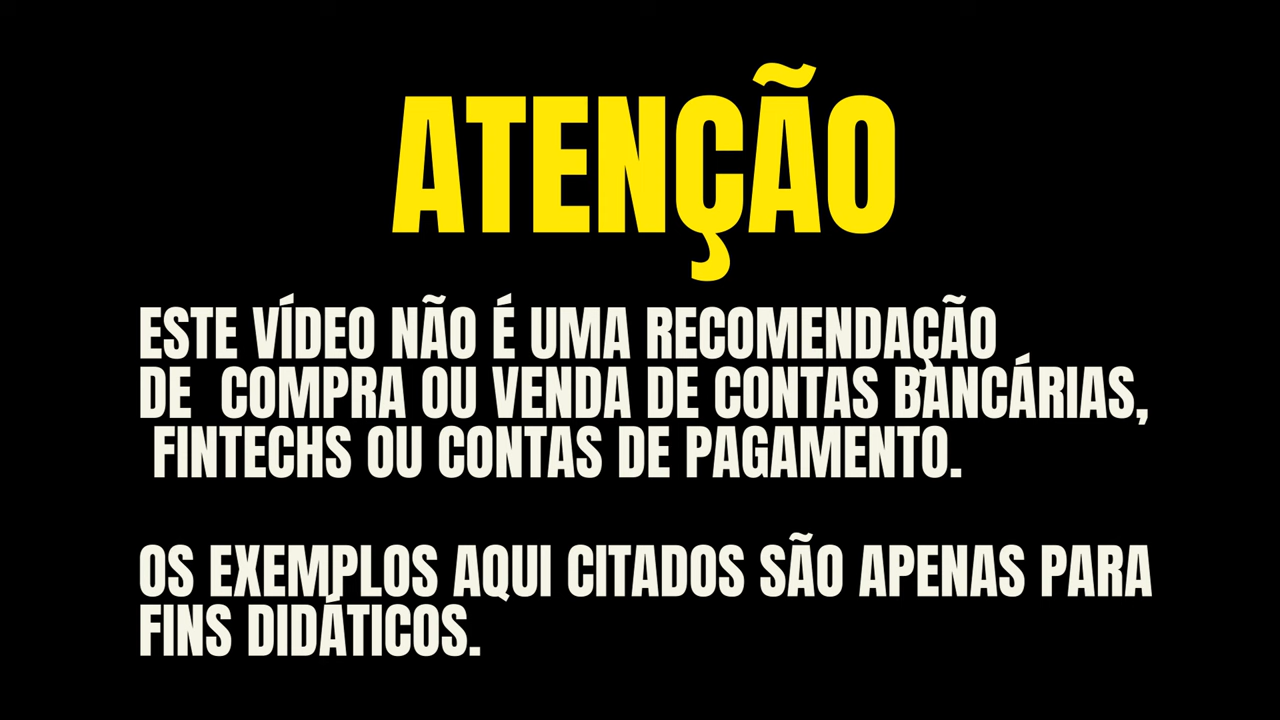 ATENÇÃO
ESTE VÍDEO NÃO É UMA RECOMENDAÇÃO
DE COMPRA OU VENDA DE CONTAS BANCÁRIAS,
FINTECHS OU CONTAS DE PAGAMENTO.
OS EXEMPLOS AQUI CITADOS SÃO APENAS PARA
FINS DIDÁTICOS.